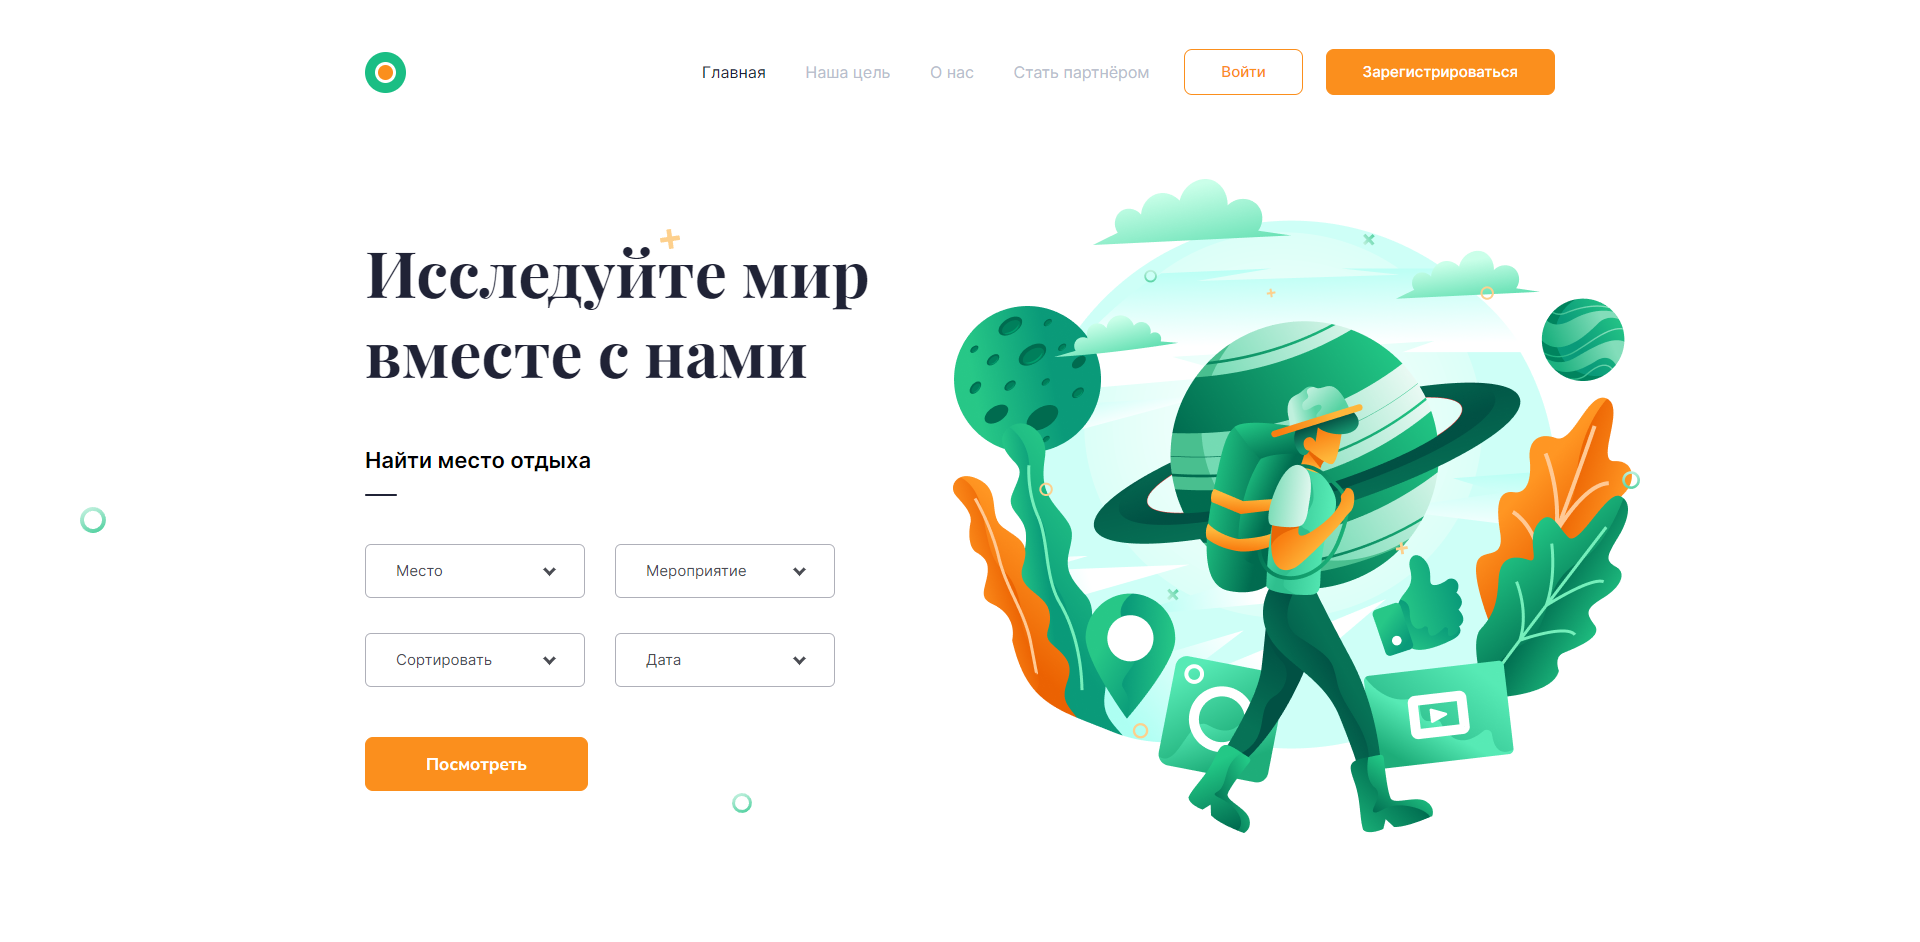 Главная
Наша цель
О нас
Стать партнёром
Войти
Зарегистрироваться
Исследуйте мир
вместе с нами
Найти место отдыха
Место
Мероприятие
Сортировать
Дата
Посмотреть